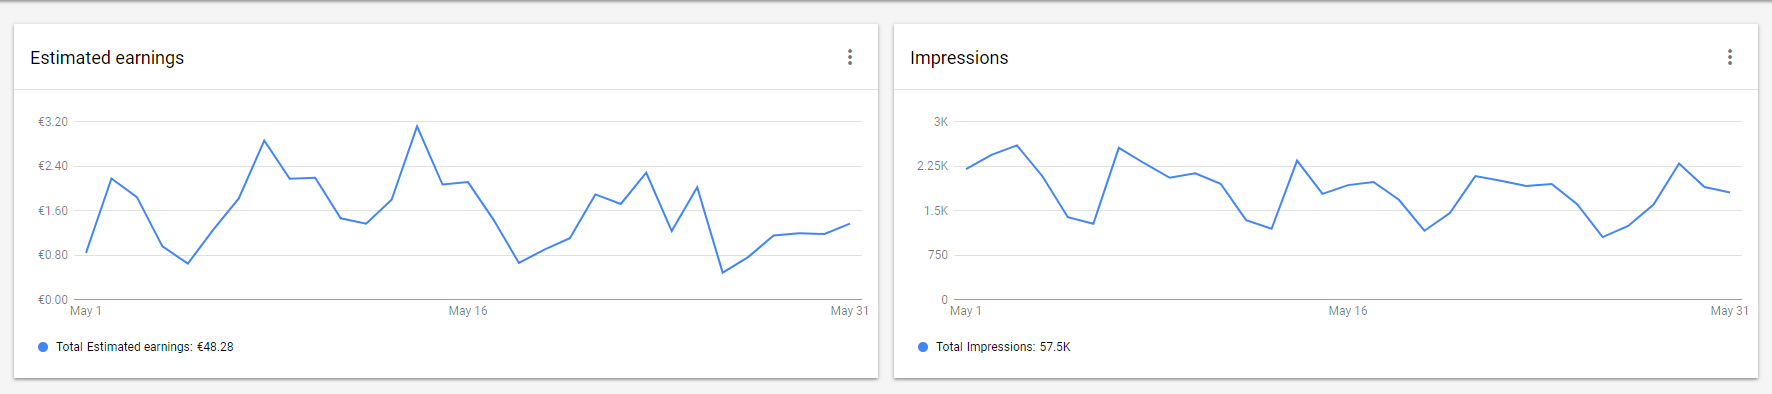 Estimated earnings
€3.20
€2.40
€1.60
€0.80
€0.00
May 1 May 16 May 31
Total Estimated earnings: €48.28
Impressions
3K
2.25K
1.5K
750
0
May 1 May 16 May 31
Total Impressions: 57.5K